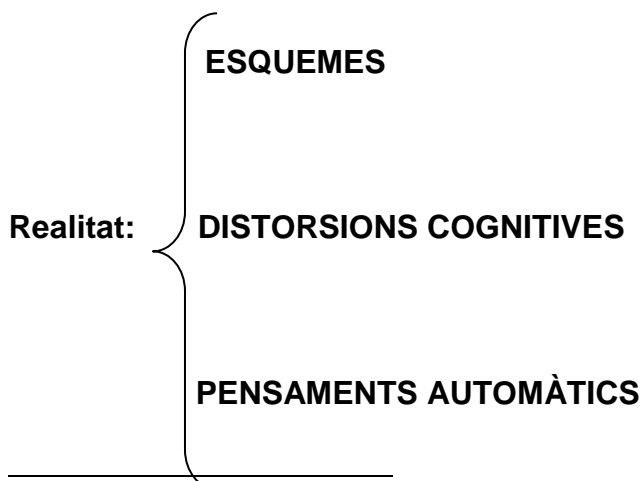 ESQUEMES
Realitat: DISTORSIONS COGNITIVES
PENSAMENTS AUTOMÀTICS